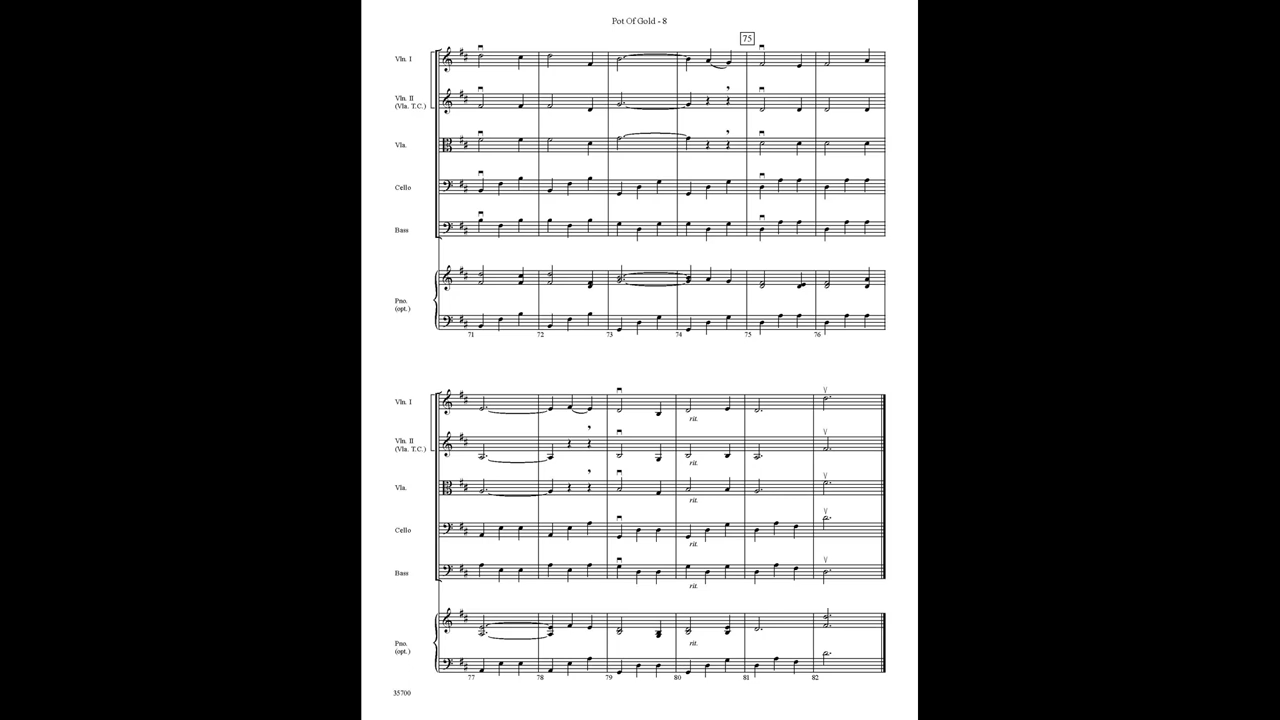 Pot Of Gold - 8
75
Vln. I
Vln. II
(Vla. T.C.)
Vla.
Cello
Bass
Pno.
(opt.)
71 72 73 74 75 76
Vln. I
rit.
Vln. II
(Vla. T.C.)
rit.
Vla.
rit.
Cello
rit.
Bass
rit.
Pno.
(opt.)
rit.
77 78 79 80 81 82
35700